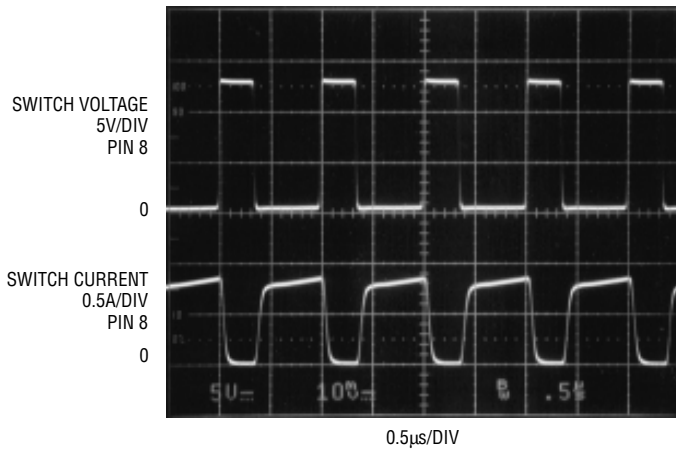 SWITCH VOLTAGE
5V/DIV
PIN 8
0
SWITCH CURRENT
0.5A/DIV
PIN 8
0
5V
10
.5
0.5µs/DIV